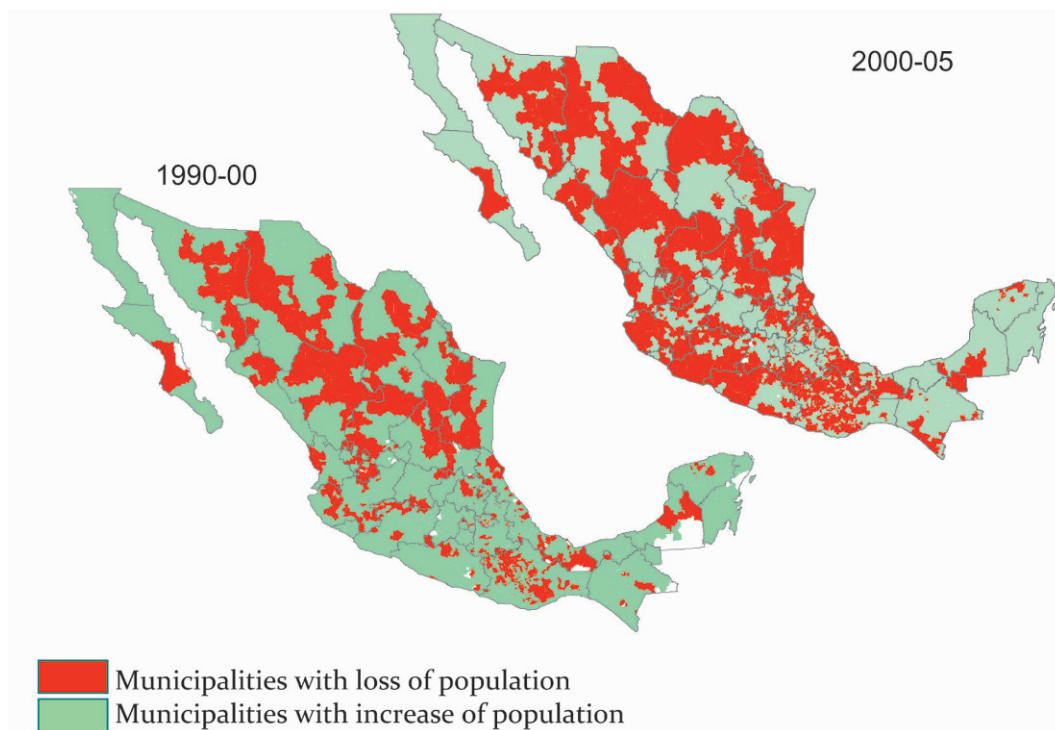 2000-05
1990-00
Municipalities with loss of population
Municipalities with increase of population